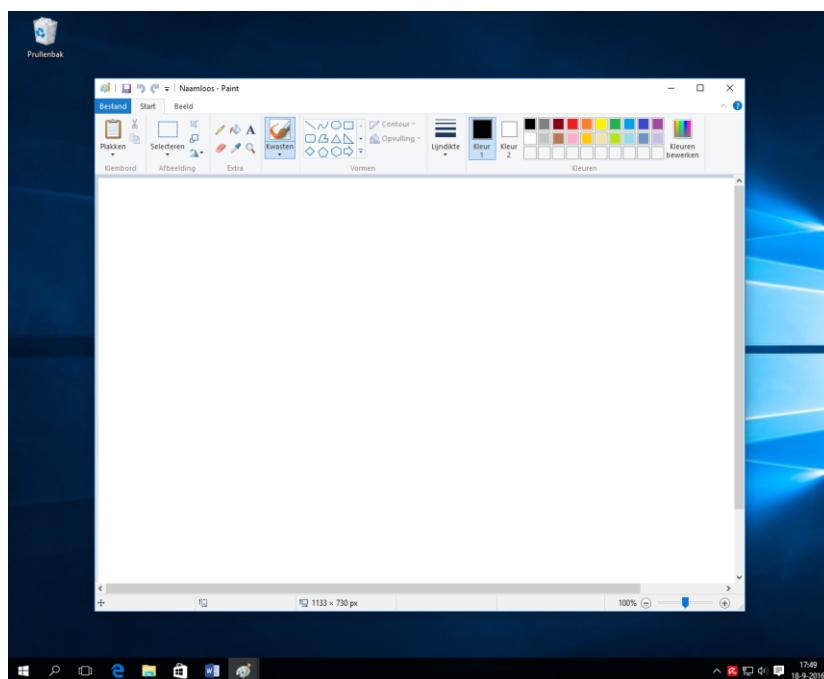 Prullenbak
Naamloos - Paint
Bestand Start Beeld
Plakken Selecteren A Kwasten Contour Opvulling Lijndikte Kleur 1 Kleur 2 Kleuren bewerken
Klembord Afbeelding Extra Vormen Kleuren
1133 × 730 px 100%
17:49
18-9-2016